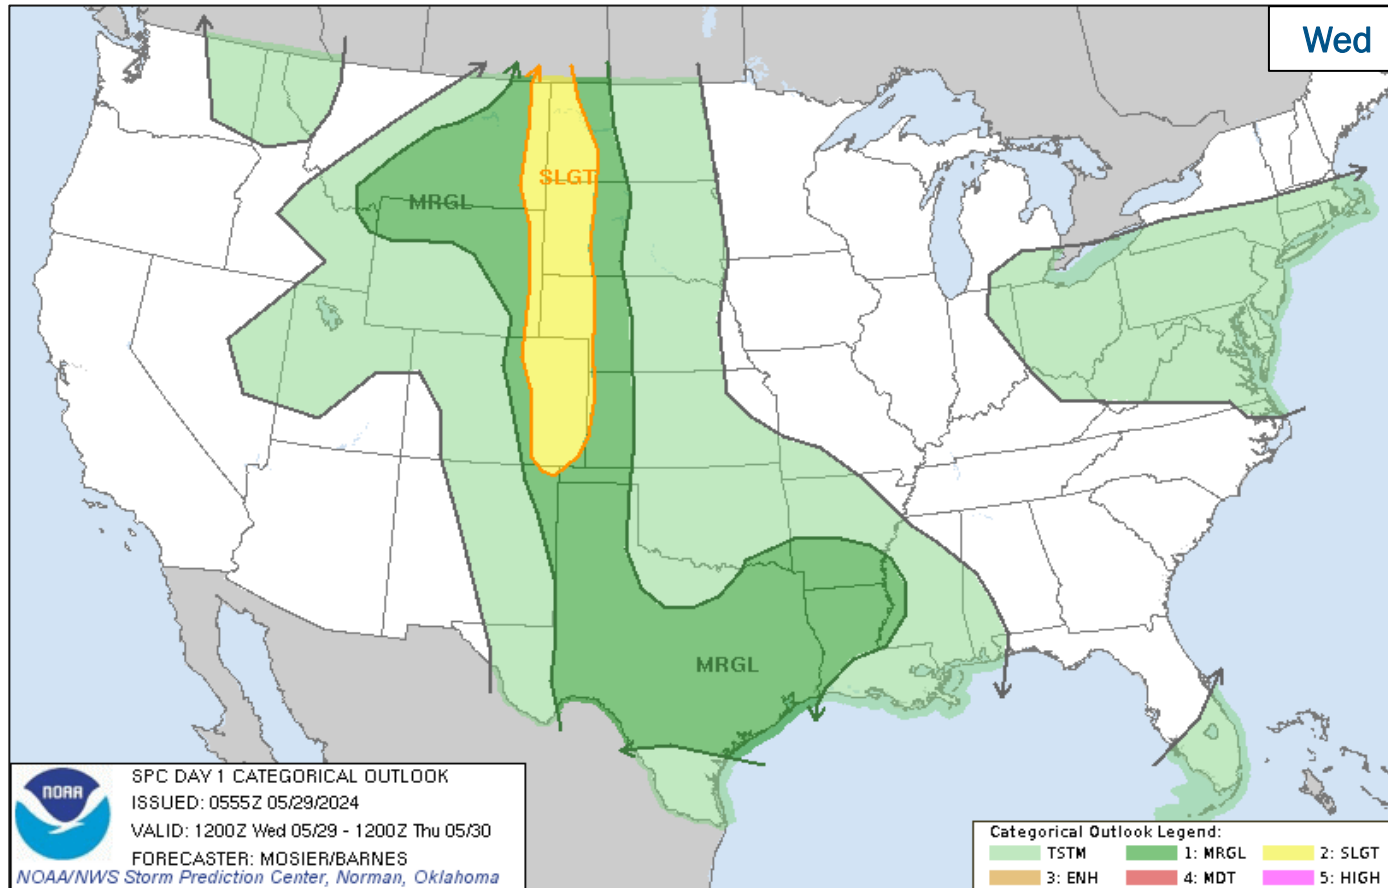 Wed
SLGT
MRGL
MRGL
NOAA
SPC DAY 1 CATEGORICAL OUTLOOK
ISSUED: 0555Z 05/29/2024
VALID: 1200Z Wed 05/29 - 1200Z Thu 05/30
FORECASTER: MOSIER/BARNES
NOAA/NWS Storm Prediction Center, Norman, Oklahoma
Categorical Outlook Legend:
TSTM 1: MRGL 2: SLGT
3: ENH 4: MDT 5: HIGH